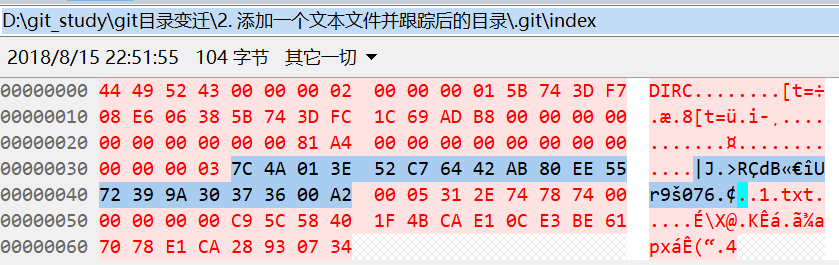 D:\git_study\git目录变迁\2. 添加一个文本文件并跟踪后的目录\.git\index
2018/8/15 22:51:55 104 字节 其它一切
00000000 44 49 52 43 00 00 00 02 00 00 00 01 5B 74 3D F7 DIRC........[t=÷
00000010 08 E6 06 38 5B 74 3D FC 1C 69 AD B8 00 00 00 00 .æ.8[t=ü.i-¸....
00000020 00 00 00 00 00 00 81 A4 00 00 00 00 00 00 00 00 .......¤........
00000030 00 00 00 03 7C 4A 01 3E 52 C7 64 42 AB 80 EE 55 ....|J.>RÇdB«€îU
00000040 72 39 9A 30 37 36 00 A2 00 05 31 2E 74 78 74 00 r9š076.¢..1.txt.
00000050 00 00 00 00 C9 5C 58 40 1F 4B CA E1 0C E3 BE 61 ....É\X@.KÊá.ã¾a
00000060 70 78 E1 CA 28 93 07 34 pxáÊ(“.4